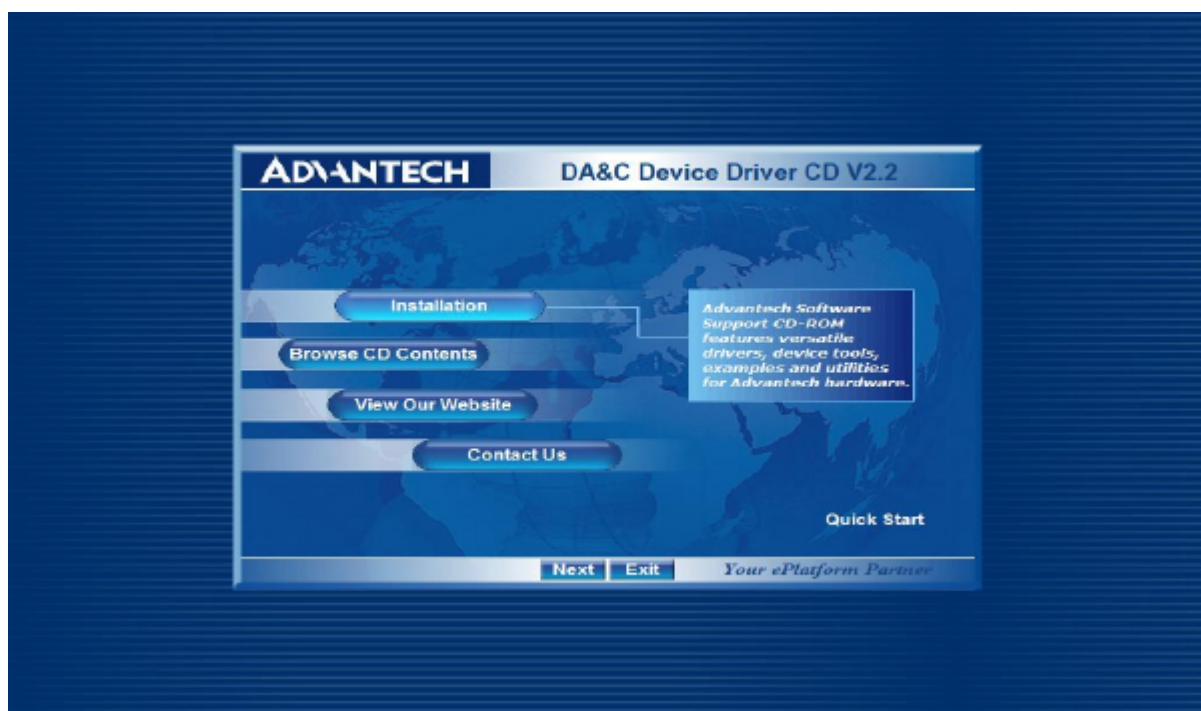 ADVANTECH
DA&C Device Driver CD V2.2
Installation
Advantech Software
Support CD-ROM
features versatile
drivers, device tools,
examples and utilities
for Advantech hardware.
Browse CD Contents
View Our Website
Contact Us
Quick Start
Next
Exit
Your ePlatform Partner